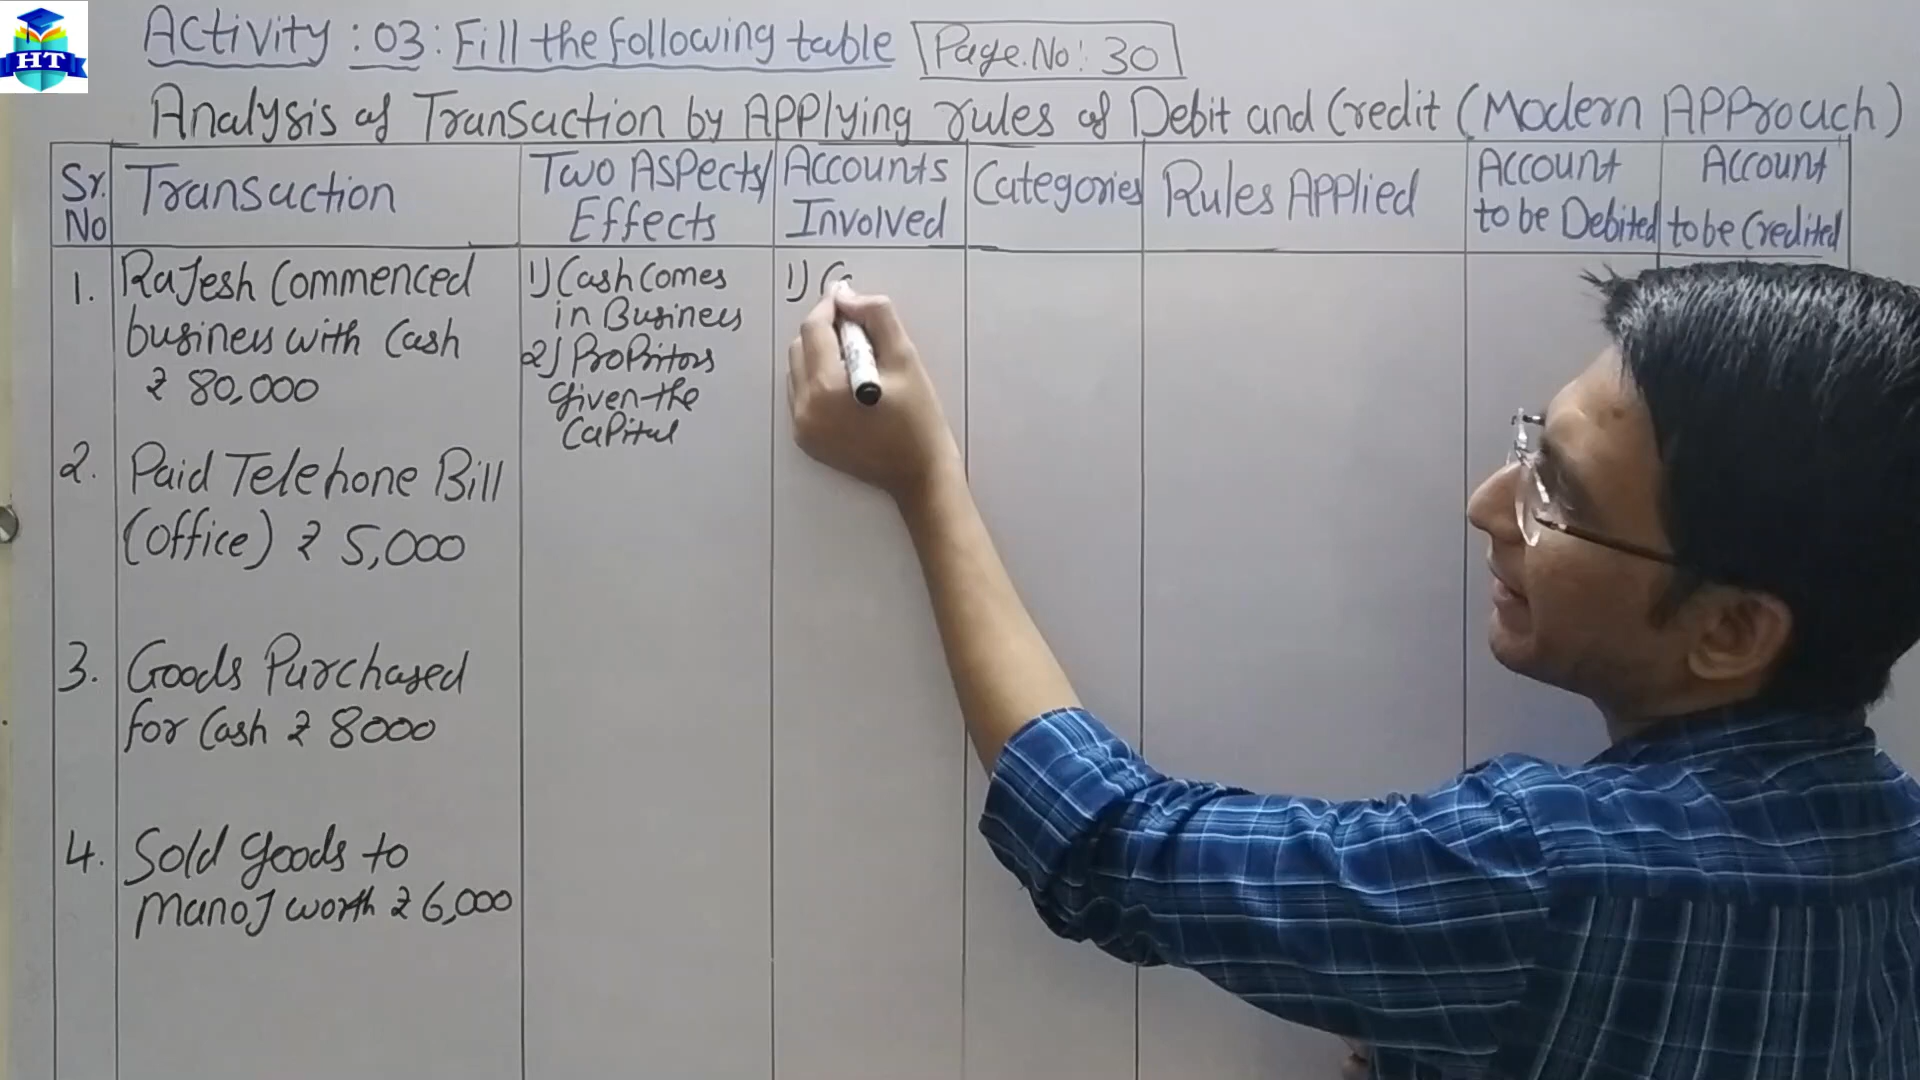 HT
Activity : 03 : Fill the following table
Page.No: 30
Analysis of Transaction by Applying rules of Debit and Credit (Modern Approach)
Sr. No
Transaction
Two Aspects/ Effects
Accounts Involved
Categories
Rules Applied
Account to be Debited
Account to be Credited
1.
Rajesh Commenced
business with Cash
₹ 80,000
1) Cash Comes
in Business
2) Propritors
given the
Capital
1) C
2.
Paid Telehone Bill
(office) ₹ 5,000
3.
Goods Purchased
for Cash ₹ 8000
4.
Sold goods to
Manoj worth ₹ 6,000